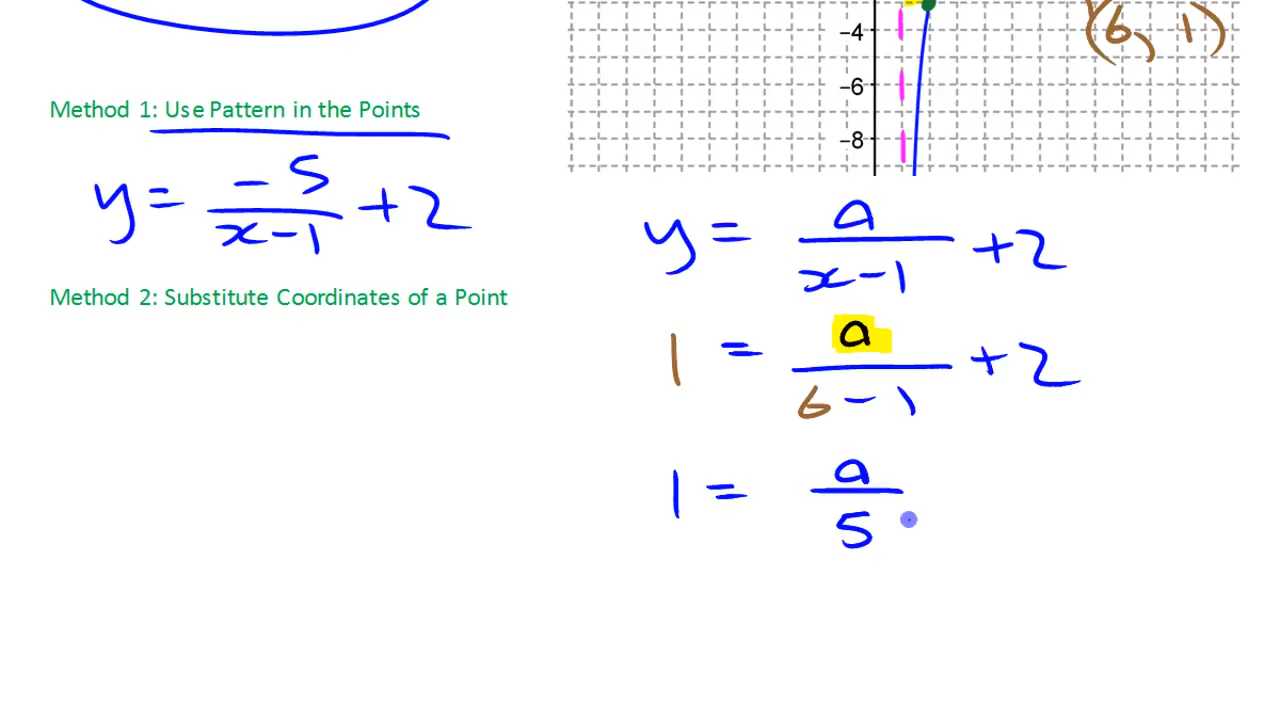 -4
(6, 1)
-6
-8
Method 1: Use Pattern in the Points
y = -5/(x-1) + 2
Method 2: Substitute Coordinates of a Point
y = a/(x-1) + 2
1 = a/(6-1) + 2
1 = a/5